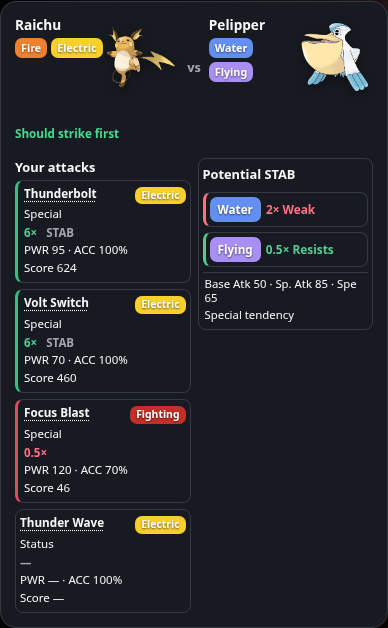 Raichu
Fire Electric
vs
Pelipper
Water
Flying
Should strike first
Your attacks
Thunderbolt Electric
Special
6× STAB
PWR 95 · ACC 100%
Score 624
Volt Switch Electric
Special
6× STAB
PWR 70 · ACC 100%
Score 460
Focus Blast Fighting
Special
0.5×
PWR 120 · ACC 70%
Score 46
Thunder Wave Electric
Status
—
PWR — · ACC 100%
Score —
Potential STAB
Water 2× Weak
Flying 0.5× Resists
Base Atk 50 · Sp. Atk 85 · Spe
65
Special tendency